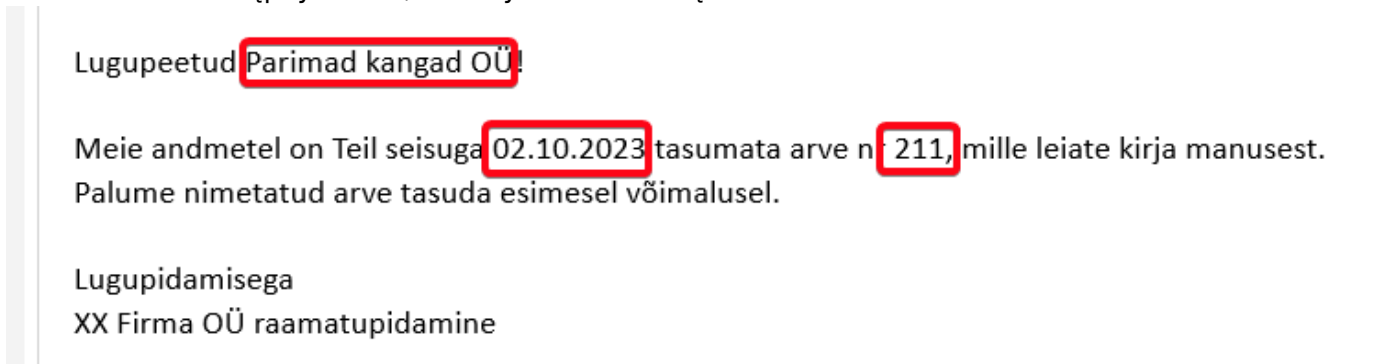 Lugupeetud Parimad kangad OÜ!
Meie andmetel on Teil seisuga 02.10.2023 tasumata arve nr 211, mille leiate kirja manusest.
Palume nimetatud arve tasuda esimesel võimalusel.
Lugupidamisega
XX Firma OÜ raamatupidamine